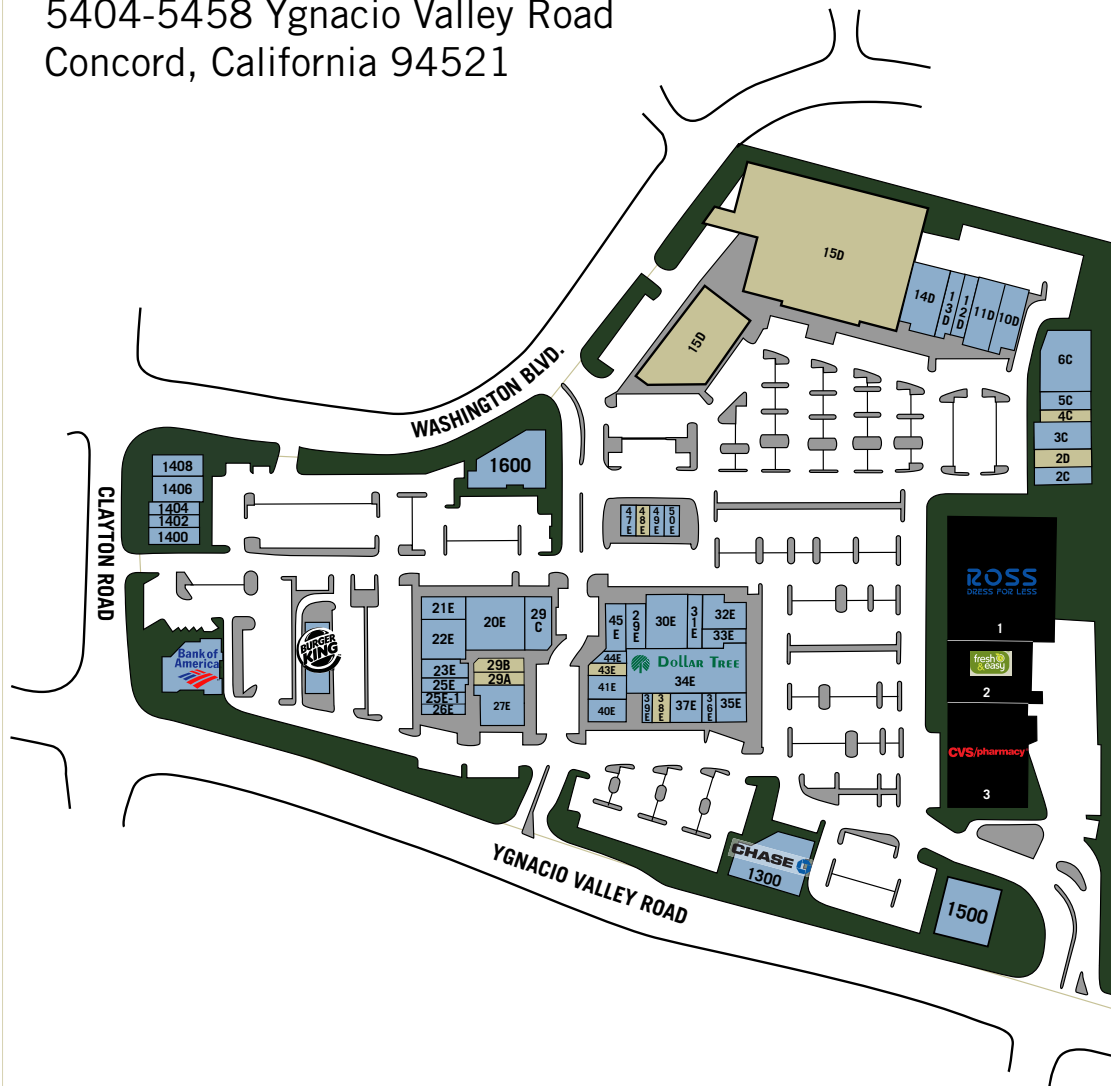 5404-5458 Ygnacio Valley Road
Concord, California 94521
15D
14D
13D
12D
11D
10D
15D
6C
5C
4C
3C
2D
2C
WASHINGTON BLVD.
1600
1408
1406
1404
1402
1400
CLAYTON ROAD
47E
48E
49E
50E
ROSS
DRESS FOR LESS
1
fresh & easy
2
CVS/pharmacy
3
Bank of
America
BURGER
KING
21E
22E
20E
29
C
23E
25E
25E-1
26E
29B
29A
27E
45
E
29E
30E
31E
32E
33E
44E
43E
41E
40E
DOLLAR TREE
34E
39E
38E
37E
36E
35E
CHASE
1300
1500
YGNACIO VALLEY ROAD